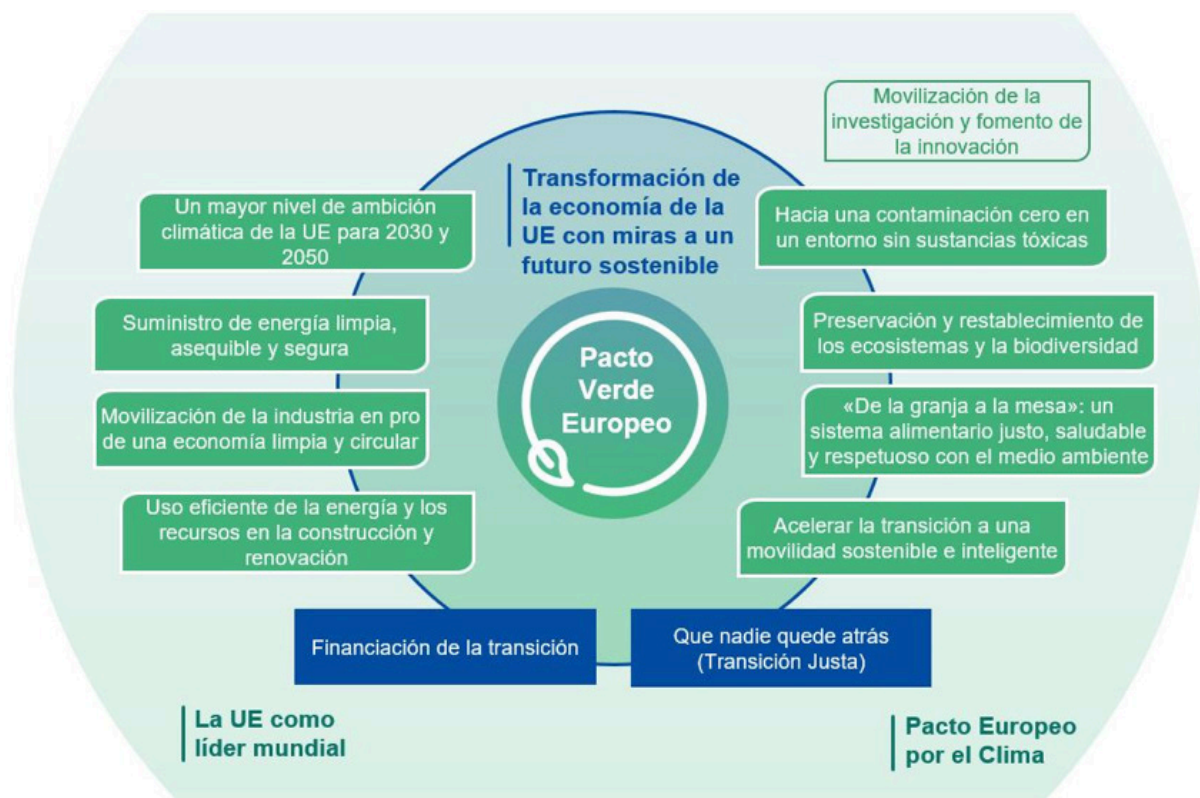 Movilización de la
investigación y fomento de
la innovación
Transformación de
la economía de la
UE con miras a un
futuro sostenible
Un mayor nivel de ambición
climática de la UE para 2030 y
2050
Suministro de energía limpia,
asequible y segura
Movilización de la industria en pro
de una economía limpia y circular
Uso eficiente de la energía y los
recursos en la construcción y
renovación
Pacto
Verde
Europeo
Hacia una contaminación cero en
un entorno sin sustancias tóxicas
Preservación y restablecimiento de
los ecosistemas y la biodiversidad
«De la granja a la mesa»: un
sistema alimentario justo, saludable
y respetuoso con el medio ambiente
Acelerar la transición a una
movilidad sostenible e inteligente
Financiación de la transición
Que nadie quede atrás
(Transición Justa)
La UE como
líder mundial
Pacto Europeo
por el Clima